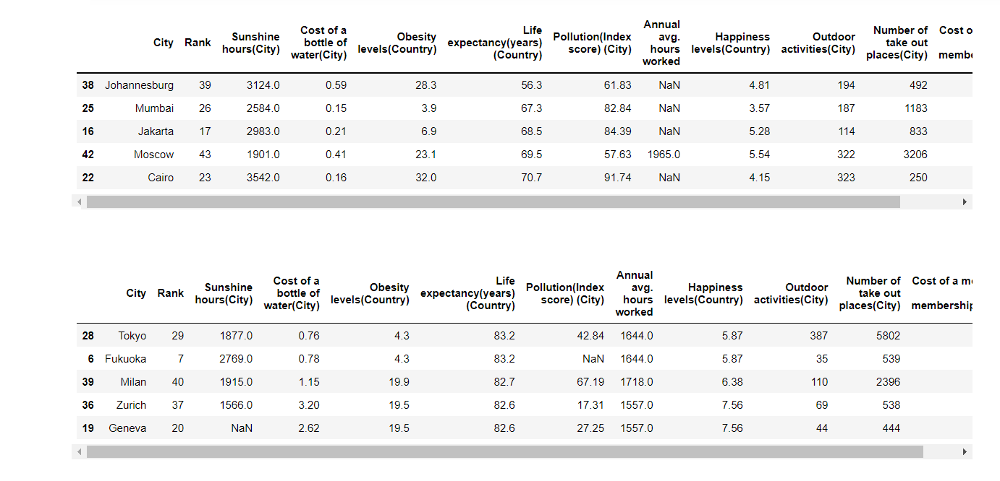 City Rank Sunshine hours(City) Cost of a bottle of water(City) Obesity levels(Country) Life expectancy(years) (Country) Pollution(Index score) (City) Annual avg. hours worked Happiness levels(Country) Outdoor activities(City) Number of take out places(City) Cost o membe
38 Johannesburg 39 3124.0 0.59 28.3 56.3 61.83 NaN 4.81 194 492
25 Mumbai 26 2584.0 0.15 3.9 67.3 82.84 NaN 3.57 187 1183
16 Jakarta 17 2983.0 0.21 6.9 68.5 84.39 NaN 5.28 114 833
42 Moscow 43 1901.0 0.41 23.1 69.5 57.63 1965.0 5.54 322 3206
22 Cairo 23 3542.0 0.16 32.0 70.7 91.74 NaN 4.15 323 250
City Rank Sunshine hours(City) Cost of a bottle of water(City) Obesity levels(Country) Life expectancy(years) (Country) Pollution(Index score) (City) Annual avg. hours worked Happiness levels(Country) Outdoor activities(City) Number of take out places(City) Cost of a m membership
28 Tokyo 29 1877.0 0.76 4.3 83.2 42.84 1644.0 5.87 387 5802
6 Fukuoka 7 2769.0 0.78 4.3 83.2 NaN 1644.0 5.87 35 539
39 Milan 40 1915.0 1.15 19.9 82.7 67.19 1718.0 6.38 110 2396
36 Zurich 37 1566.0 3.20 19.5 82.6 17.31 1557.0 7.56 69 538
19 Geneva 20 NaN 2.62 19.5 82.6 27.25 1557.0 7.56 44 444